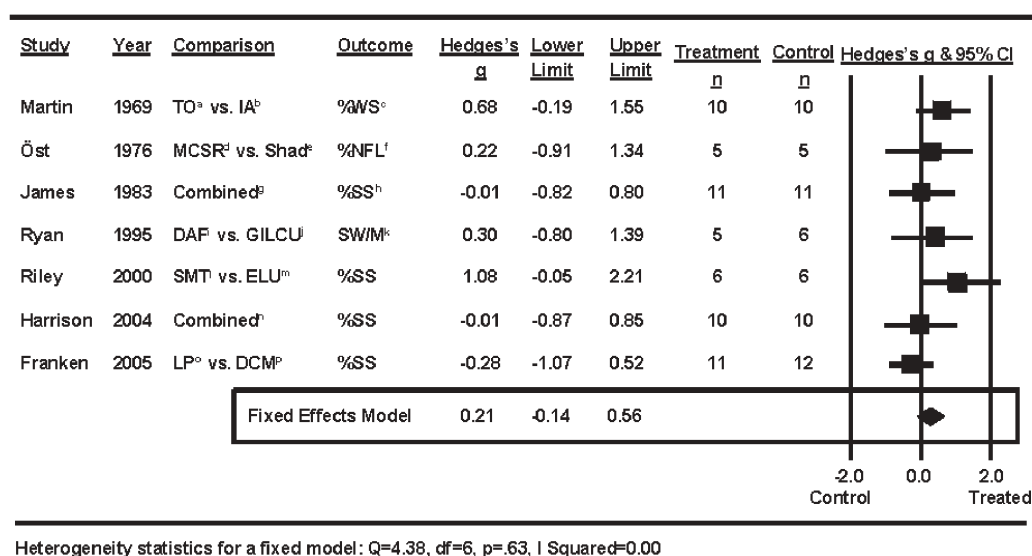 Study Year Comparison Outcome Hedges's g Lower Limit Upper Limit Treatment n Control n Hedges's g & 95% CI
Martin 1969 TOᵃ vs. IAᵇ %WSᶜ 0.68 -0.19 1.55 10 10
Öst 1976 MCSRᵈ vs. Shadᵉ %NFLᶠ 0.22 -0.91 1.34 5 5
James 1983 Combinedᵍ %SSʰ -0.01 -0.82 0.80 11 11
Ryan 1995 DAFⁱ vs. GILCUʲ SW/Mᵏ 0.30 -0.80 1.39 5 6
Riley 2000 SMTˡ vs. ELUᵐ %SS 1.08 -0.05 2.21 6 6
Harrison 2004 Combinedⁿ %SS -0.01 -0.87 0.85 10 10
Franken 2005 LPᵒ vs. DCMᵖ %SS -0.28 -1.07 0.52 11 12
Fixed Effects Model 0.21 -0.14 0.56
-2.0 0.0 2.0
Control Treated
Heterogeneity statistics for a fixed model: Q=4.38, df=6, p=.63, I Squared=0.00